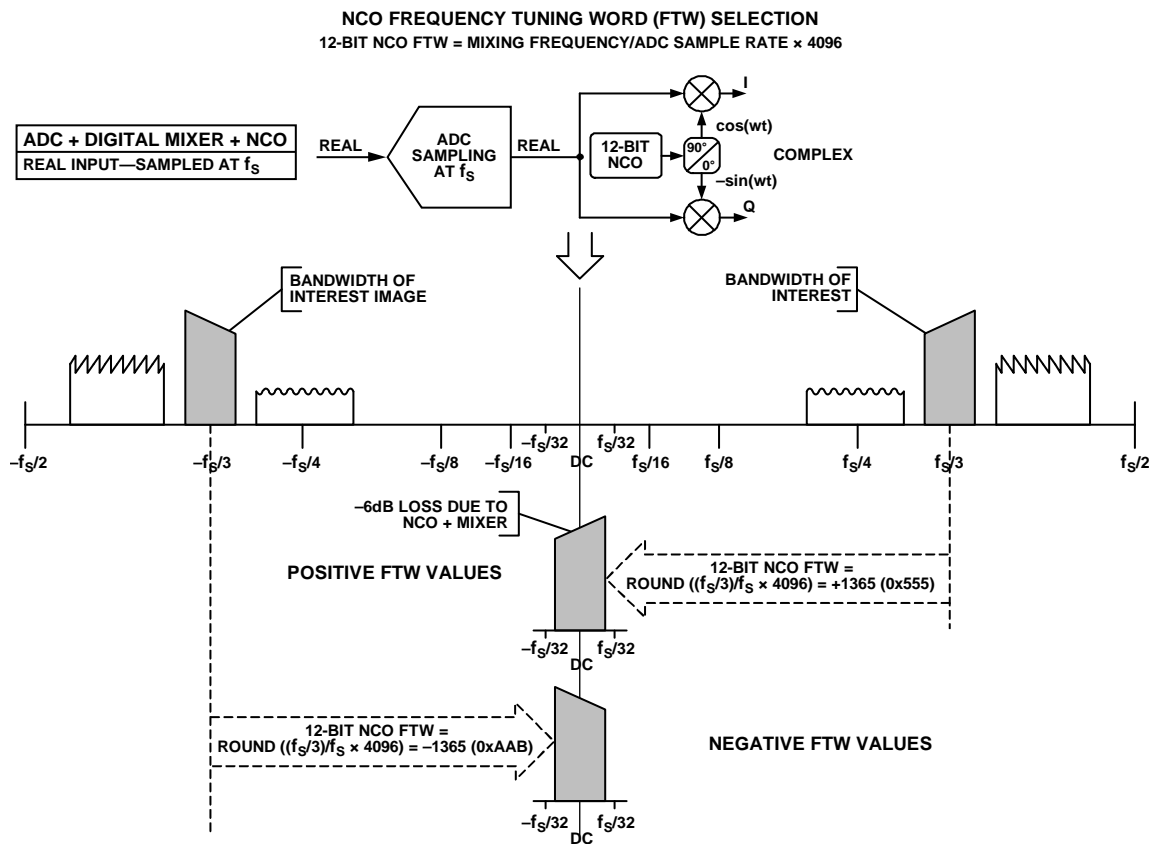 NCO FREQUENCY TUNING WORD (FTW) SELECTION
12-BIT NCO FTW = MIXING FREQUENCY/ADC SAMPLE RATE × 4096
ADC + DIGITAL MIXER + NCO
REAL INPUT—SAMPLED AT fS
REAL
ADC
SAMPLING
AT fS
REAL
12-BIT
NCO
90°
0°
I
cos(wt)
COMPLEX
–sin(wt)
Q
BANDWIDTH OF
INTEREST IMAGE
BANDWIDTH OF
INTEREST
–fS/2
–fS/3
–fS/4
–fS/8
–fS/16
–fS/32
DC
fS/32
fS/16
fS/8
fS/4
fS/3
fS/2
–6dB LOSS DUE TO
NCO + MIXER
POSITIVE FTW VALUES
12-BIT NCO FTW =
ROUND ((fS/3)/fS × 4096) = +1365 (0x555)
–fS/32
DC
fS/32
12-BIT NCO FTW =
ROUND ((fS/3)/fS × 4096) = –1365 (0xAAB)
NEGATIVE FTW VALUES
–fS/32
DC
fS/32